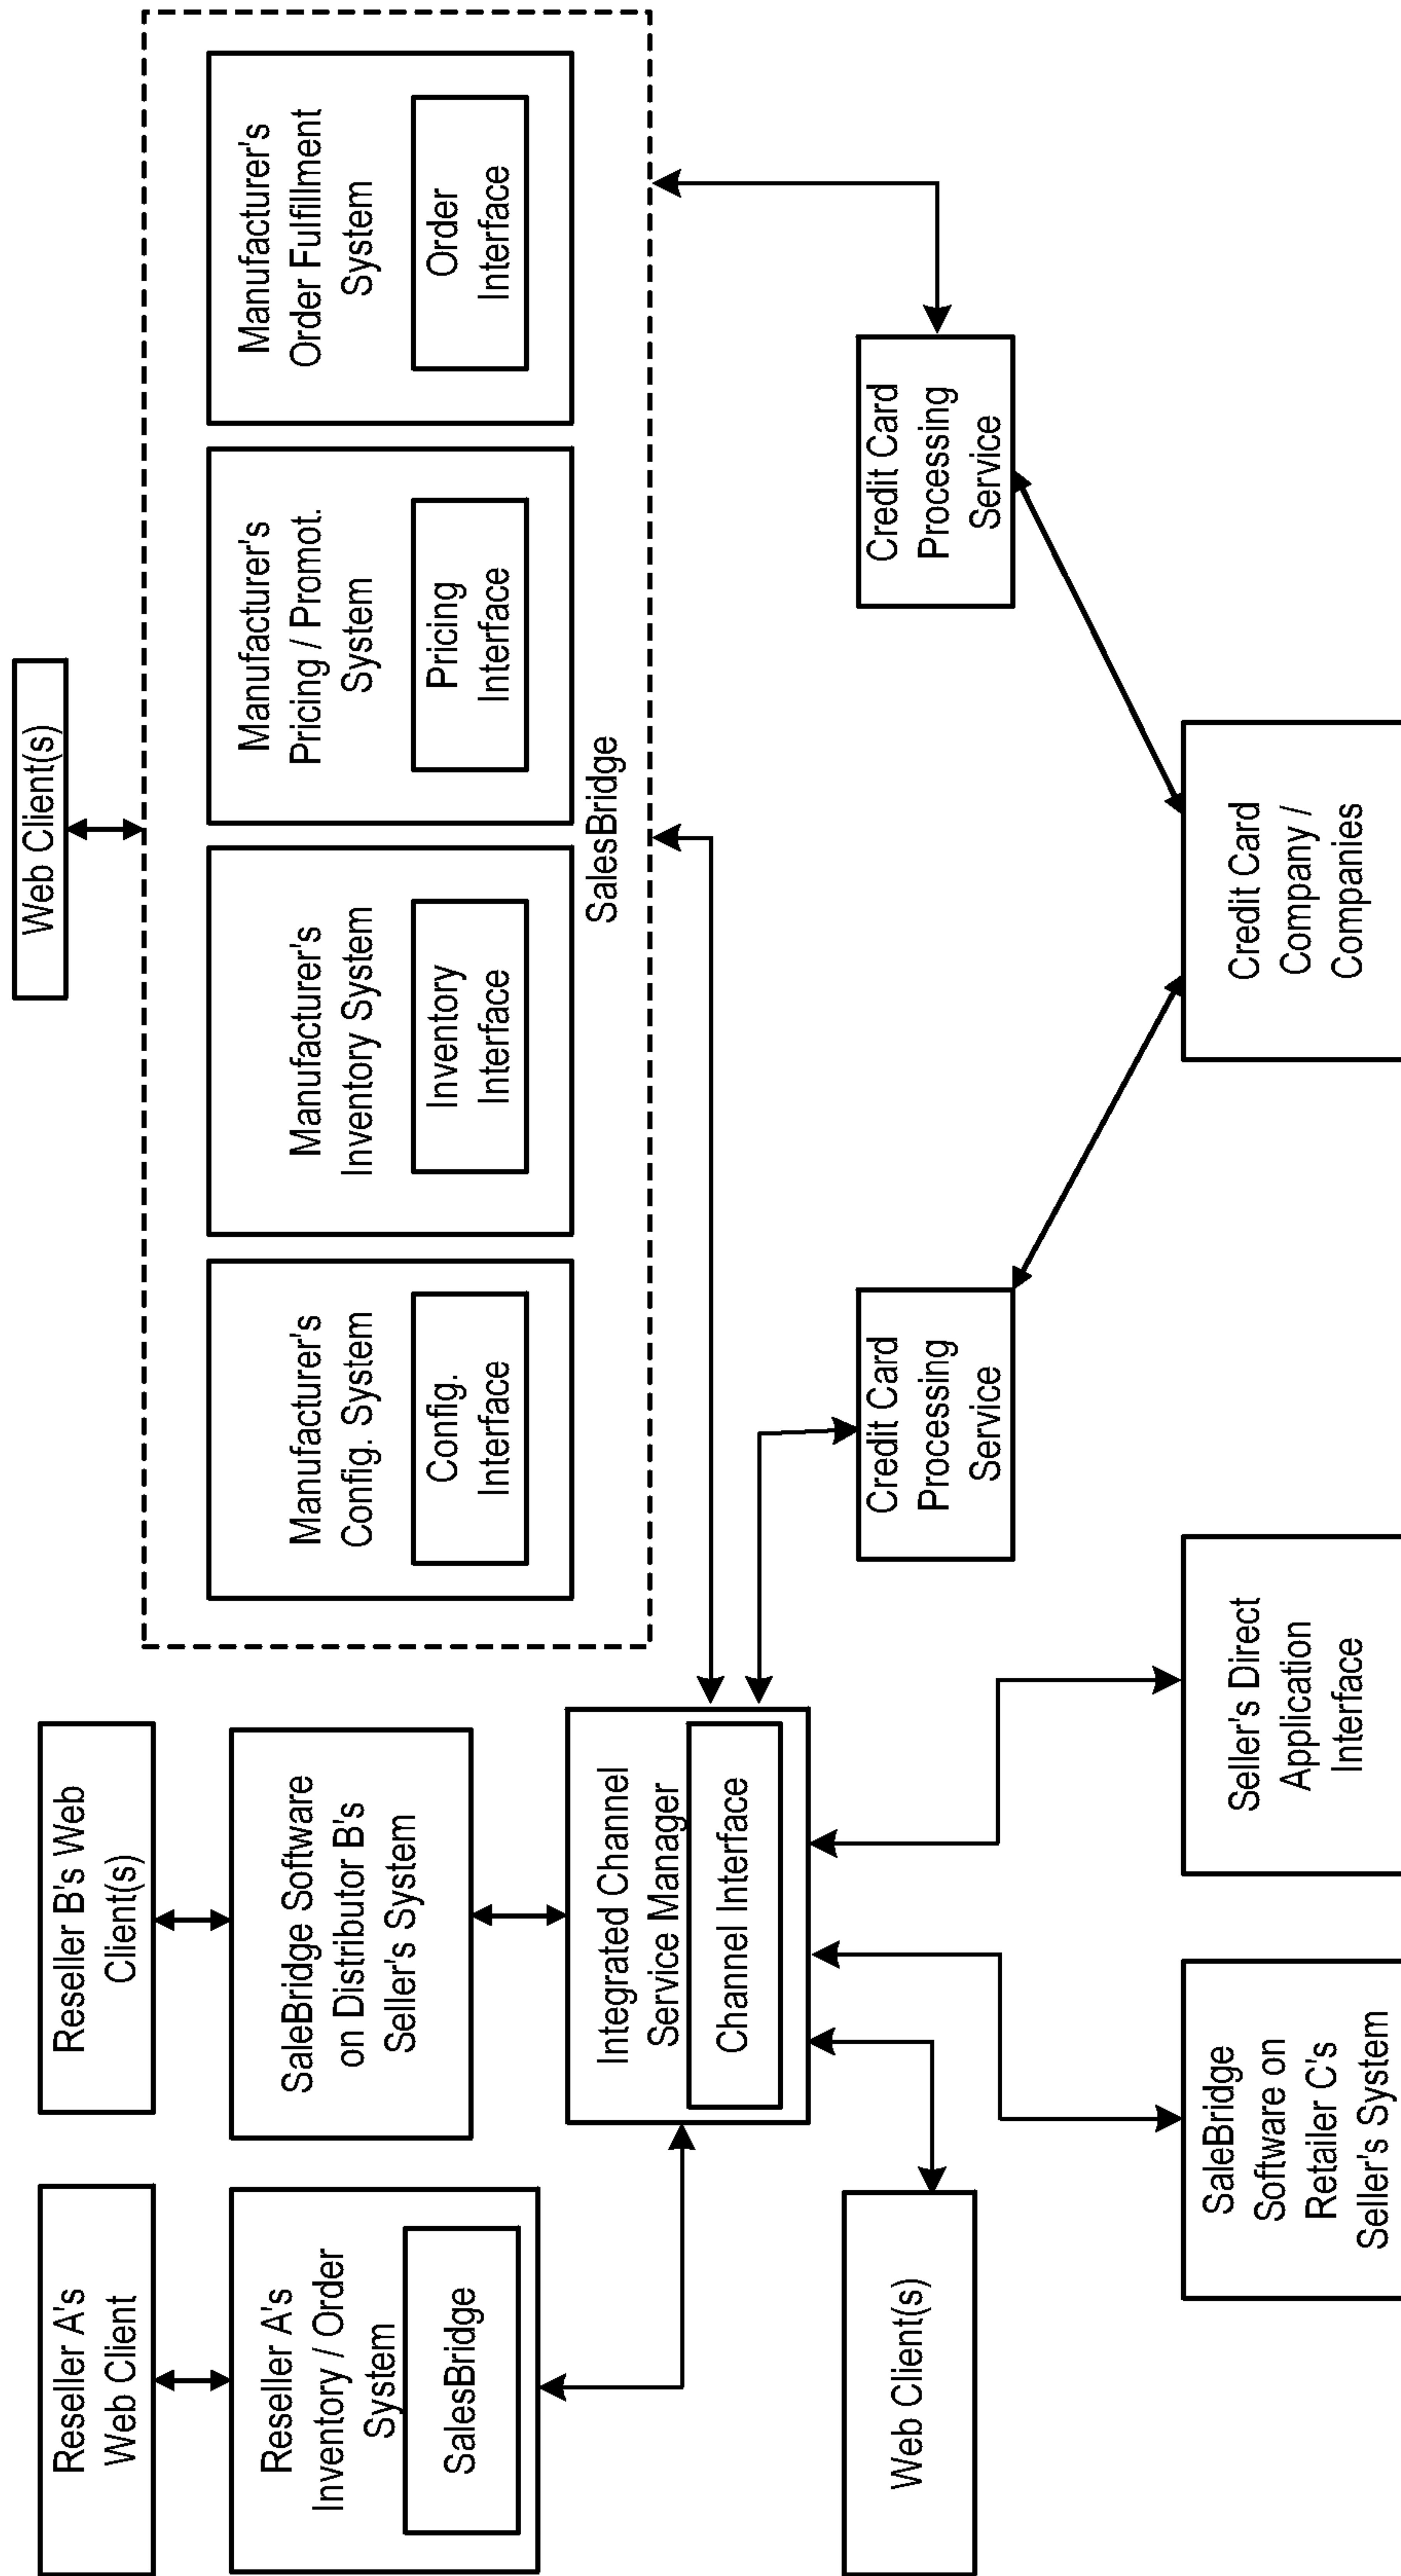 Reseller A's
Web Client
Reseller B's Web
Client(s)
Web Client(s)
Reseller A's
Inventory / Order
System
SalesBridge
SaleBridge Software
on Distributor B's
Seller's System
Manufacturer's
Config. System
Config.
Interface
Manufacturer's
Inventory System
Inventory
Interface
Manufacturer's
Pricing / Promot.
System
Pricing
Interface
Manufacturer's
Order Fulfillment
System
Order
Interface
SalesBridge
Integrated Channel
Service Manager
Channel Interface
Web Client(s)
Credit Card
Processing
Service
Credit Card
Processing
Service
SaleBridge
Software on
Retailer C's
Seller's System
Seller's Direct
Application
Interface
Credit Card
Company /
Companies